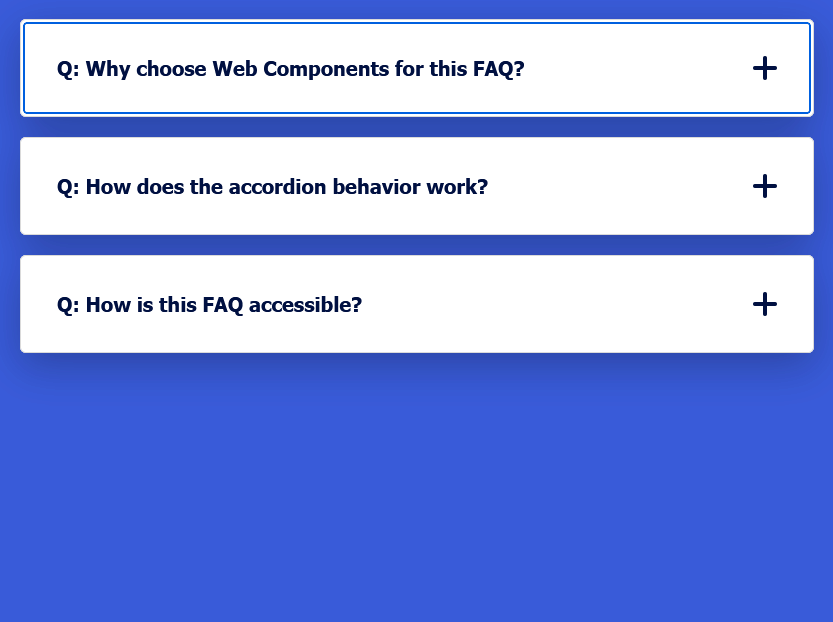 Q: Why choose Web Components for this FAQ?
Q: How does the accordion behavior work?
Q: How is this FAQ accessible?